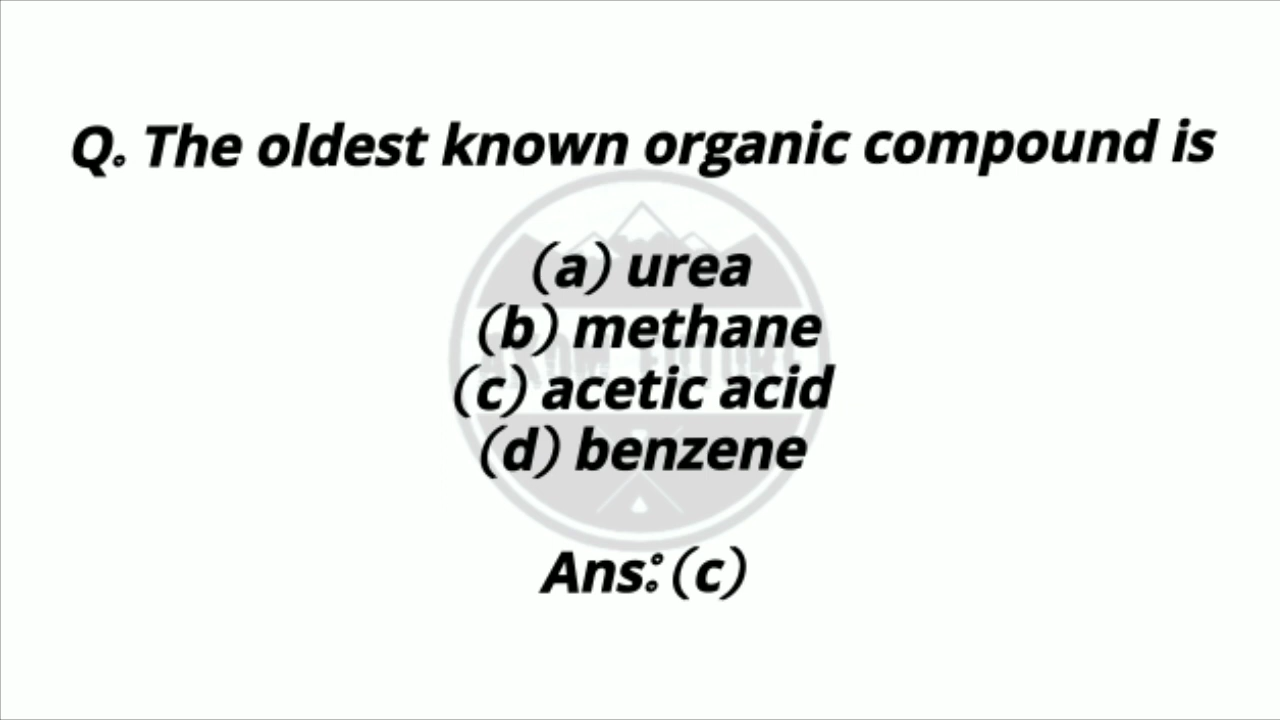 Q. The oldest known organic compound is
(a) urea
(b) methane
(c) acetic acid
(d) benzene
Ans: (c)